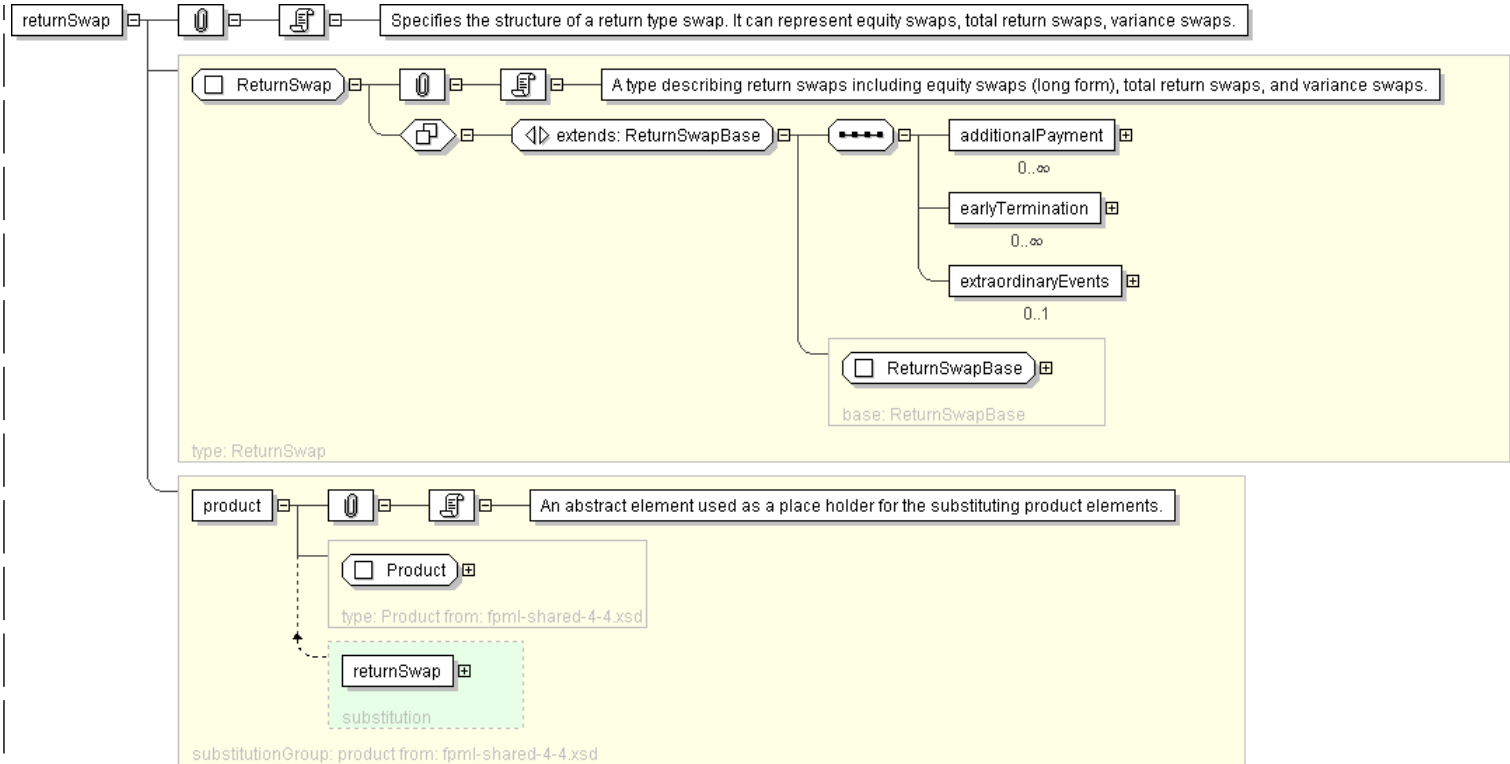 returnSwap
Specifies the structure of a return type swap. It can represent equity swaps, total return swaps, variance swaps.
ReturnSwap
A type describing return swaps including equity swaps (long form), total return swaps, and variance swaps.
extends: ReturnSwapBase
additionalPayment
0..∞
earlyTermination
0..∞
extraordinaryEvents
0..1
ReturnSwapBase
base: ReturnSwapBase
type: ReturnSwap
product
An abstract element used as a place holder for the substituting product elements.
Product
type: Product from: fpml-shared-4-4.xsd
returnSwap
substitution
substitutionGroup: product from: fpml-shared-4-4.xsd